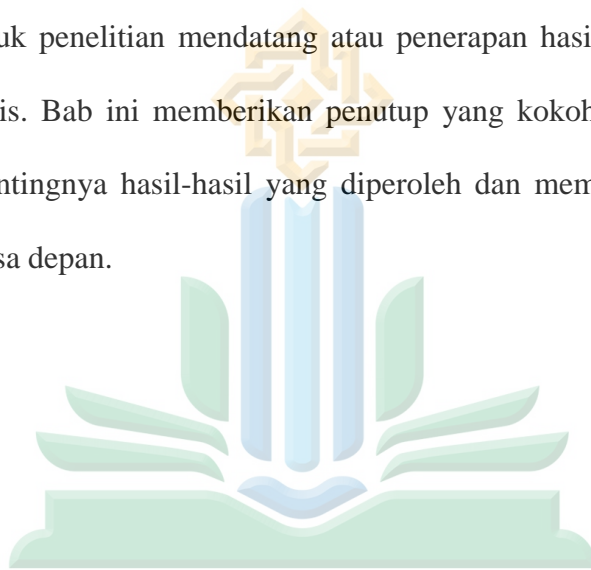 uk penelitian mendatang atau penerapan hasi
is. Bab ini memberikan penutup yang kokoh
ntingnya hasil-hasil yang diperoleh dan mem
sa depan.